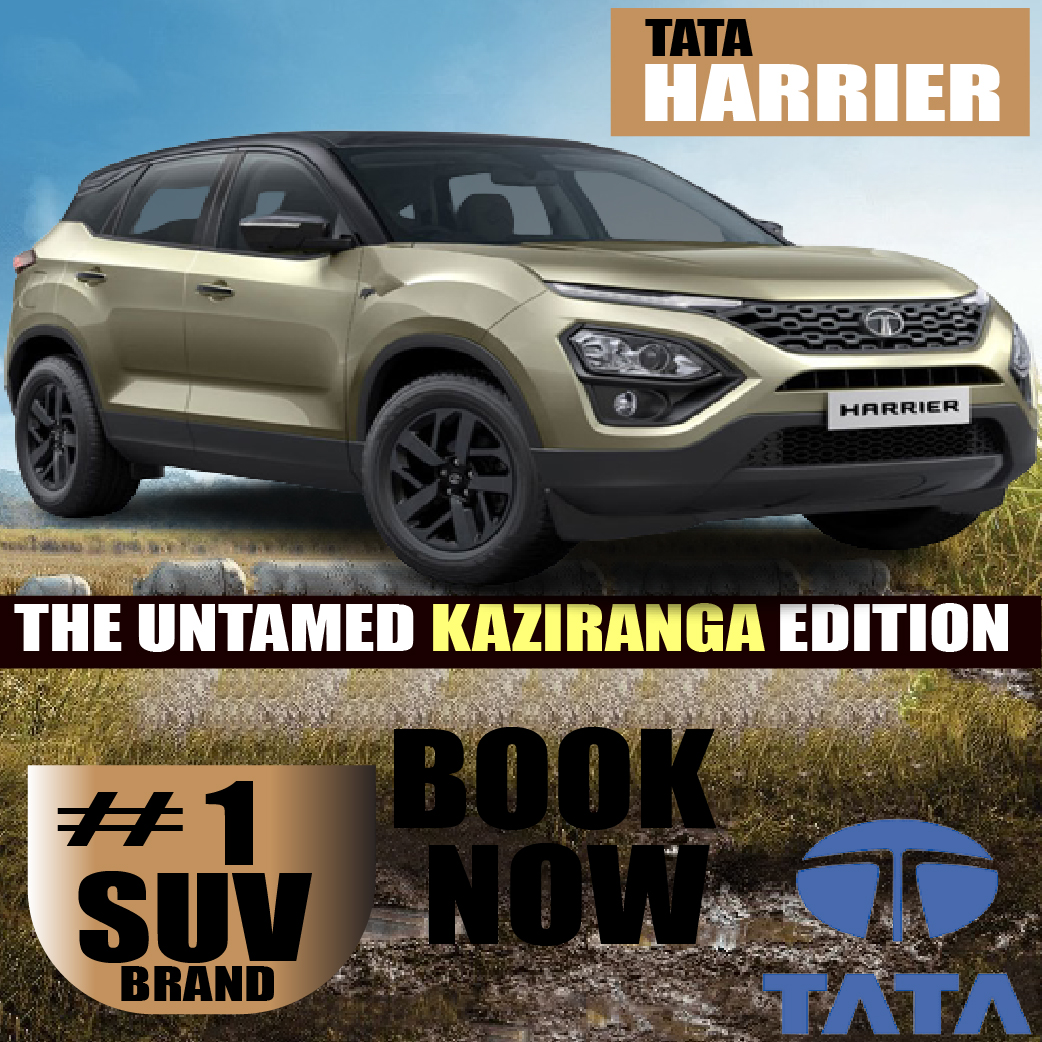 TATA
HARRIER
HARRIER
THE UNTAMED KAZIRANGA EDITION
BOOK
NOW
#1
SUV
BRAND
TATA